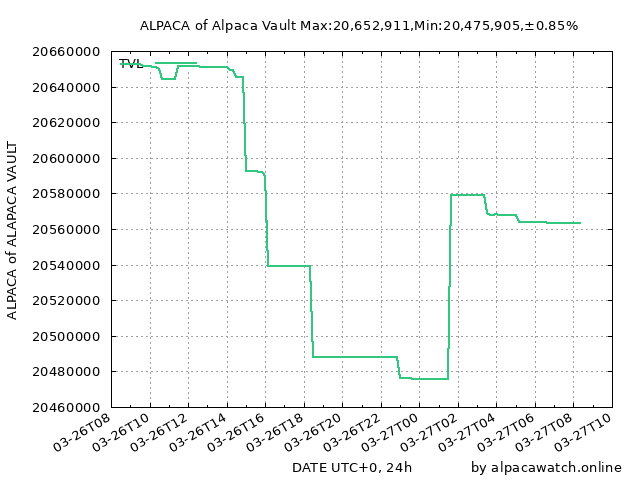 ALPACA of Alpaca Vault Max:20,652,911,Min:20,475,905,±0.85%
20660000
TVL
20640000
20620000
20600000
20580000
20560000
20540000
20520000
20500000
20480000
20460000
ALPACA of ALAPACA VAULT
03-26T08
03-26T10
03-26T12
03-26T14
03-26T16
03-26T18
03-26T20
03-26T22
03-27T00
03-27T02
03-27T04
03-27T06
03-27T08
03-27T10
DATE UTC+0, 24h
by alpacawatch.online